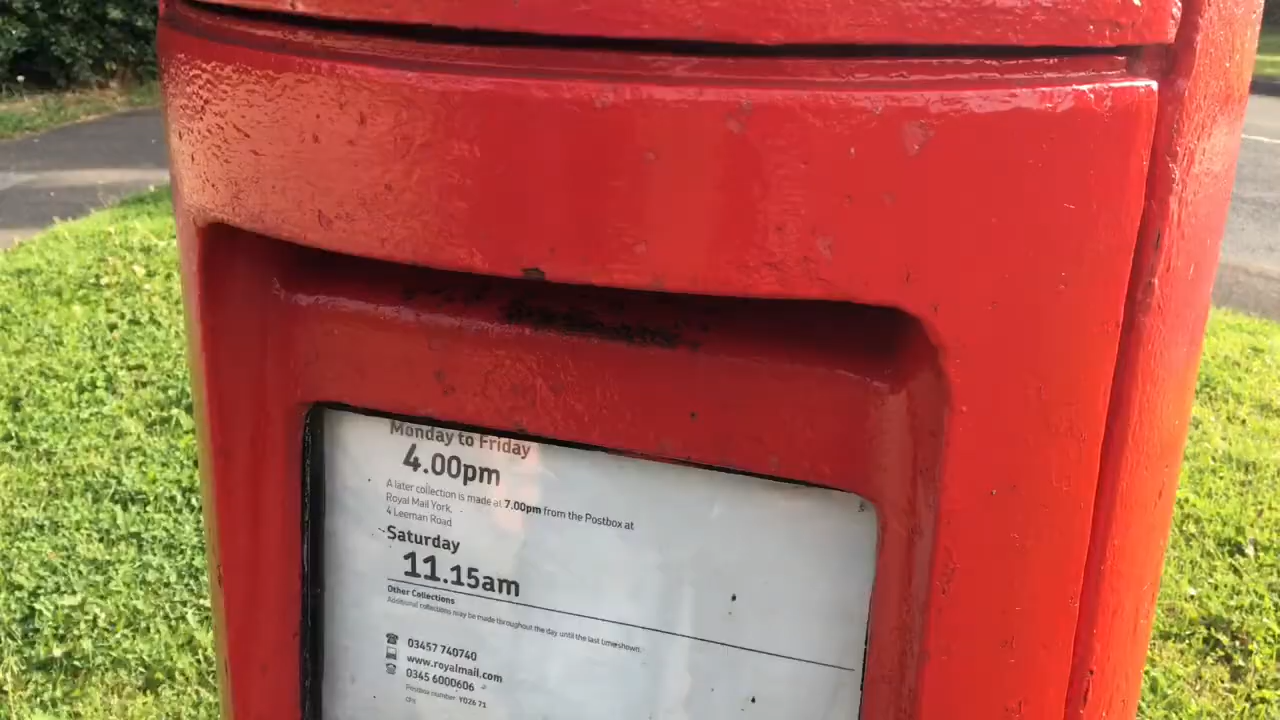 Monday to Friday
4.00pm
A later collection is made at 7.00pm from the Postbox at
Royal Mail York,
4 Leeman Road
Saturday
11.15am
Other Collections
Additional collections may be made throughout the day until the last time shown.
03457 740740
www.royalmail.com
0345 6000606
Postbox number YO26 71